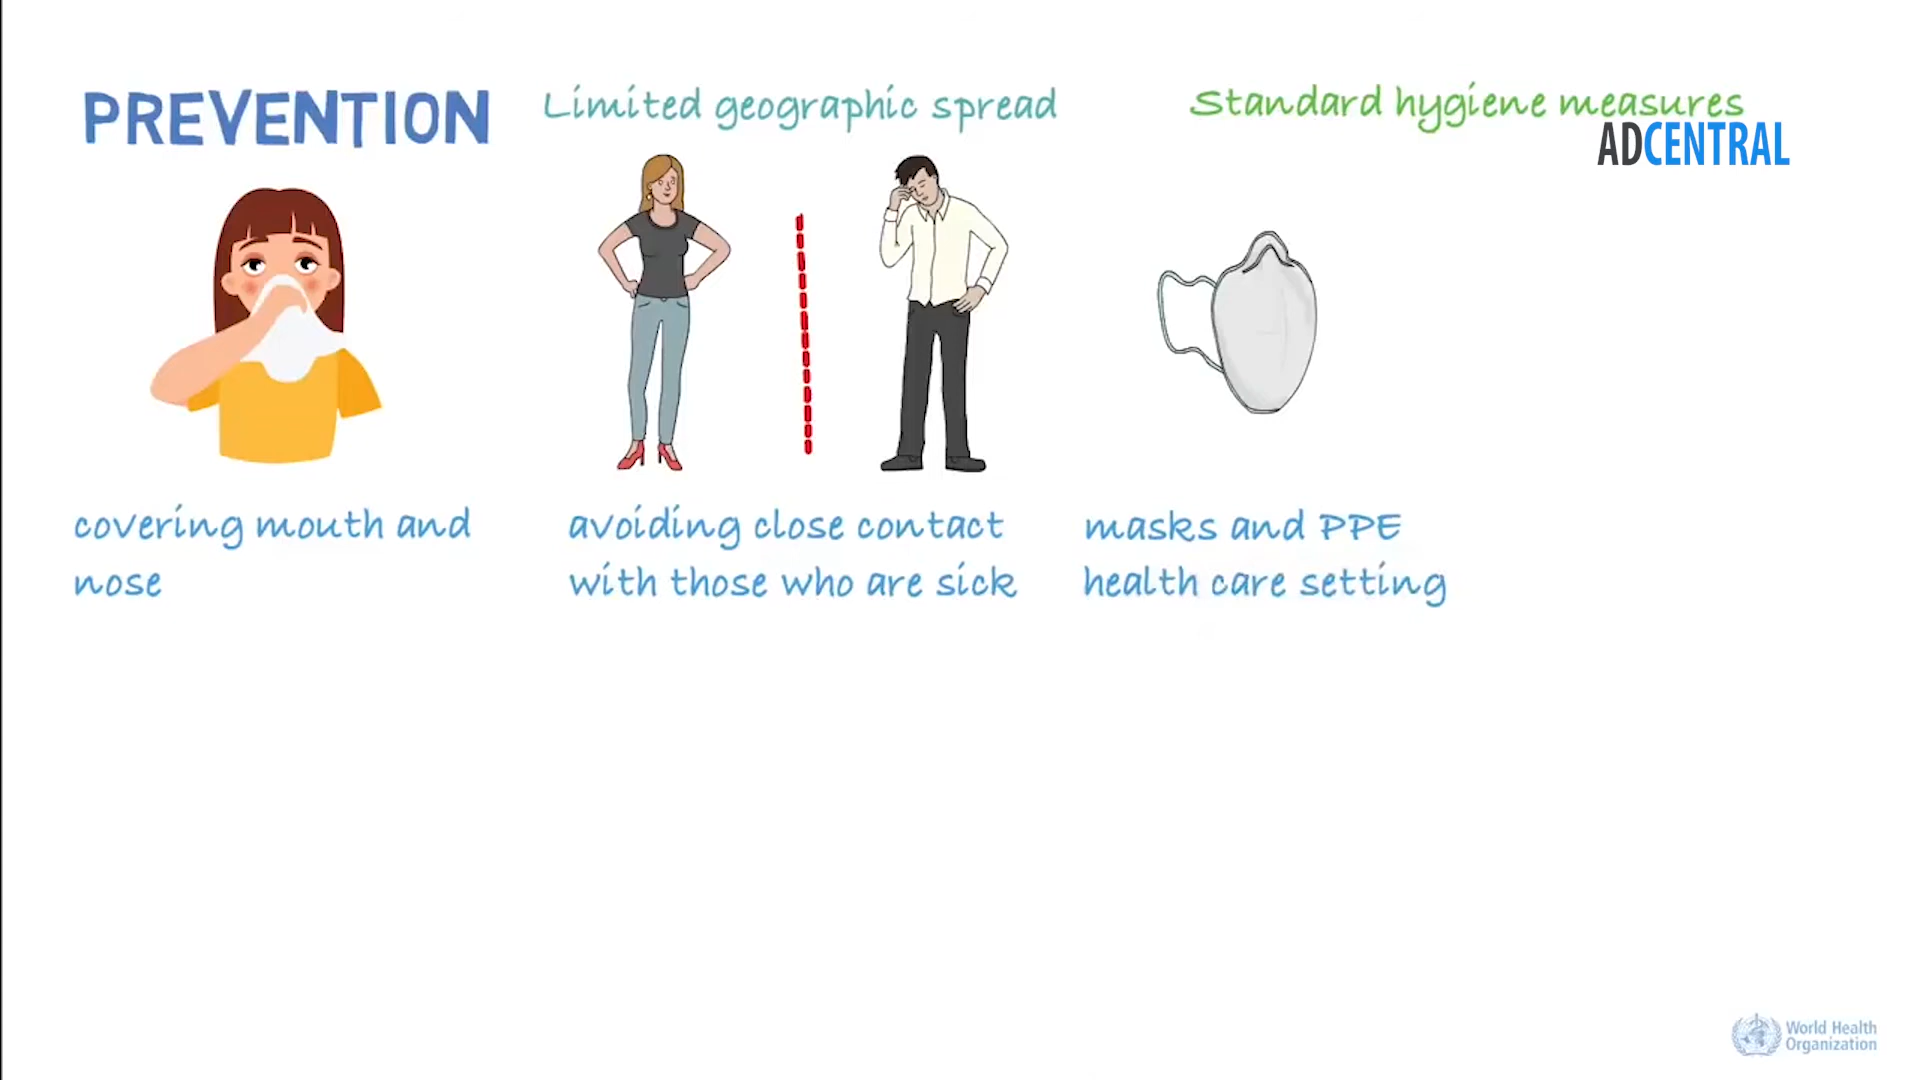 PREVENTION
Limited geographic spread
Standard hygiene measures
ADCENTRAL
covering mouth and
nose
avoiding close contact
with those who are sick
masks and PPE
health care setting
World Health
Organization